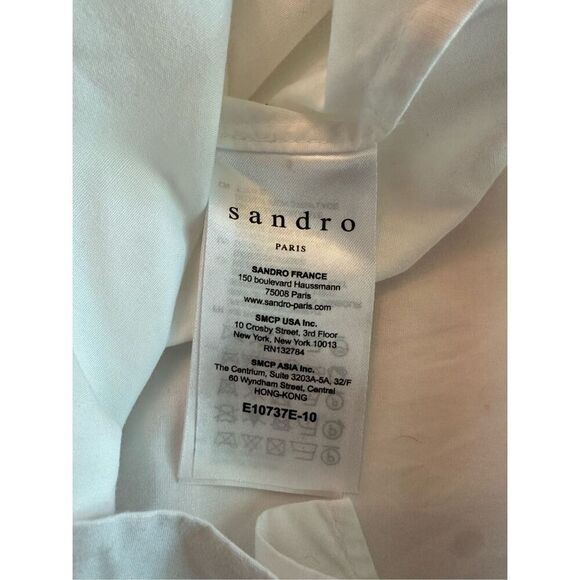 sandro
PARIS
SANDRO FRANCE
150 boulevard Haussmann
75008 Paris
www.sandro-paris.com
SMCP USA Inc.
10 Crosby Street, 3rd Floor
New York, New York 10013
RN132784
SMCP ASIA Inc.
The Centrium, Suite 3203A-5A, 32/F
60 Wyndham Street, Central
HONG-KONG
E10737E-10